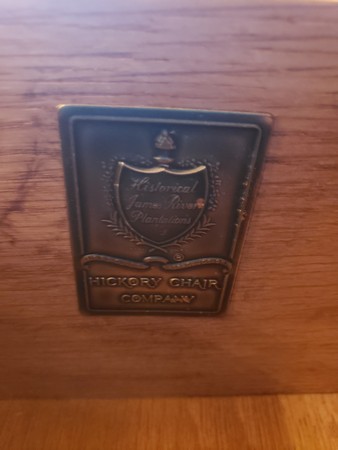 Historical
James River
Plantations
HICKORY CHAIR
COMPANY